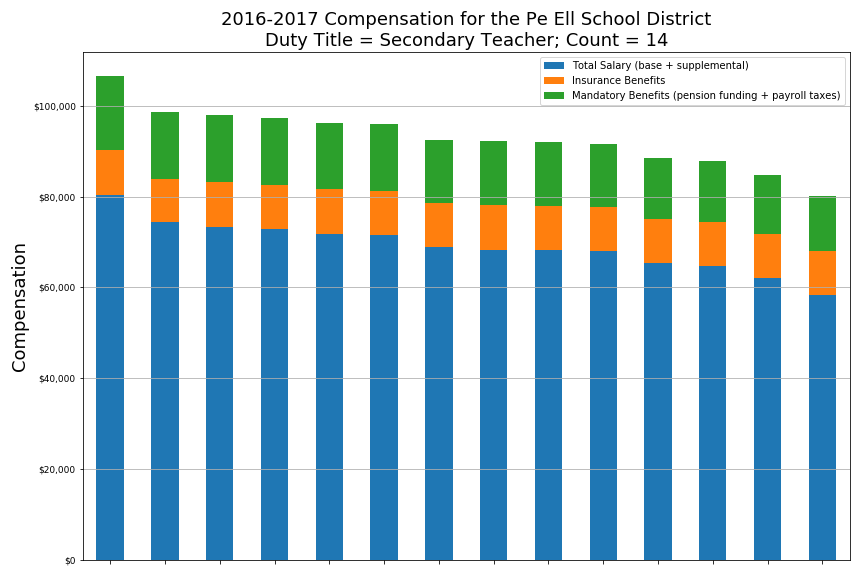 2016-2017 Compensation for the Pe Ell School District
Duty Title = Secondary Teacher; Count = 14
Total Salary (base + supplemental)
Insurance Benefits
Mandatory Benefits (pension funding + payroll taxes)
$100,000
$80,000
$60,000
$40,000
$20,000
$0
Compensation